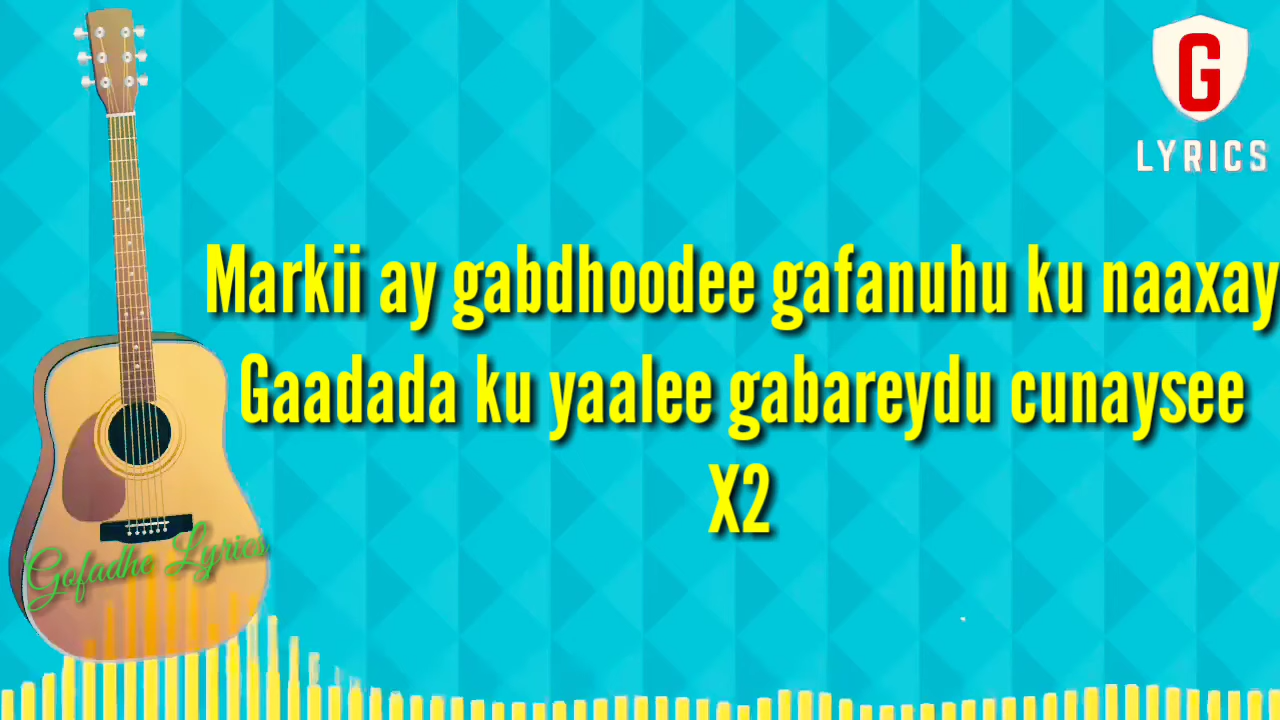 G
LYRICS
Markii ay gabdhoodee gafanuhu ku naaxay
Gaadada ku yaalee gabareydu cunaysee
X2
Gofadhe Lyrics